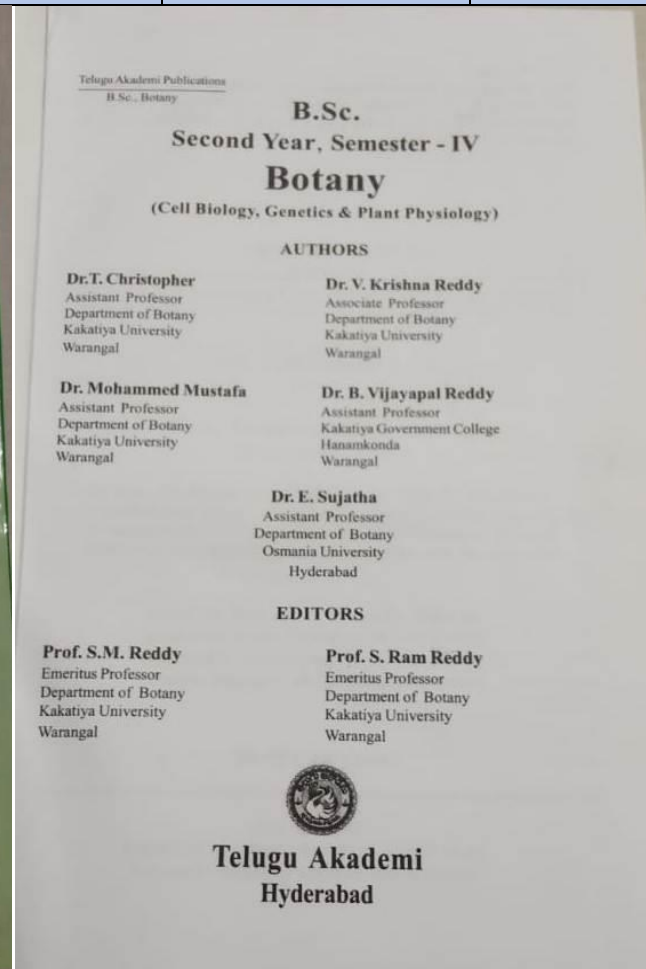 Telugu Akademi Publications
B.Sc., Botany
B.Sc.
Second Year, Semester - IV
Botany
(Cell Biology, Genetics & Plant Physiology)
AUTHORS
Dr.T. Christopher
Assistant Professor
Department of Botany
Kakatiya University
Warangal
Dr. V. Krishna Reddy
Associate Professor
Department of Botany
Kakatiya University
Warangal
Dr. Mohammed Mustafa
Assistant Professor
Department of Botany
Kakatiya University
Warangal
Dr. B. Vijayapal Reddy
Assistant Professor
Kakatiya Government College
Hanamkonda
Warangal
Dr. E. Sujatha
Assistant Professor
Department of Botany
Osmania University
Hyderabad
EDITORS
Prof. S.M. Reddy
Emeritus Professor
Department of Botany
Kakatiya University
Warangal
Prof. S. Ram Reddy
Emeritus Professor
Department of Botany
Kakatiya University
Warangal
Telugu Akademi
Hyderabad